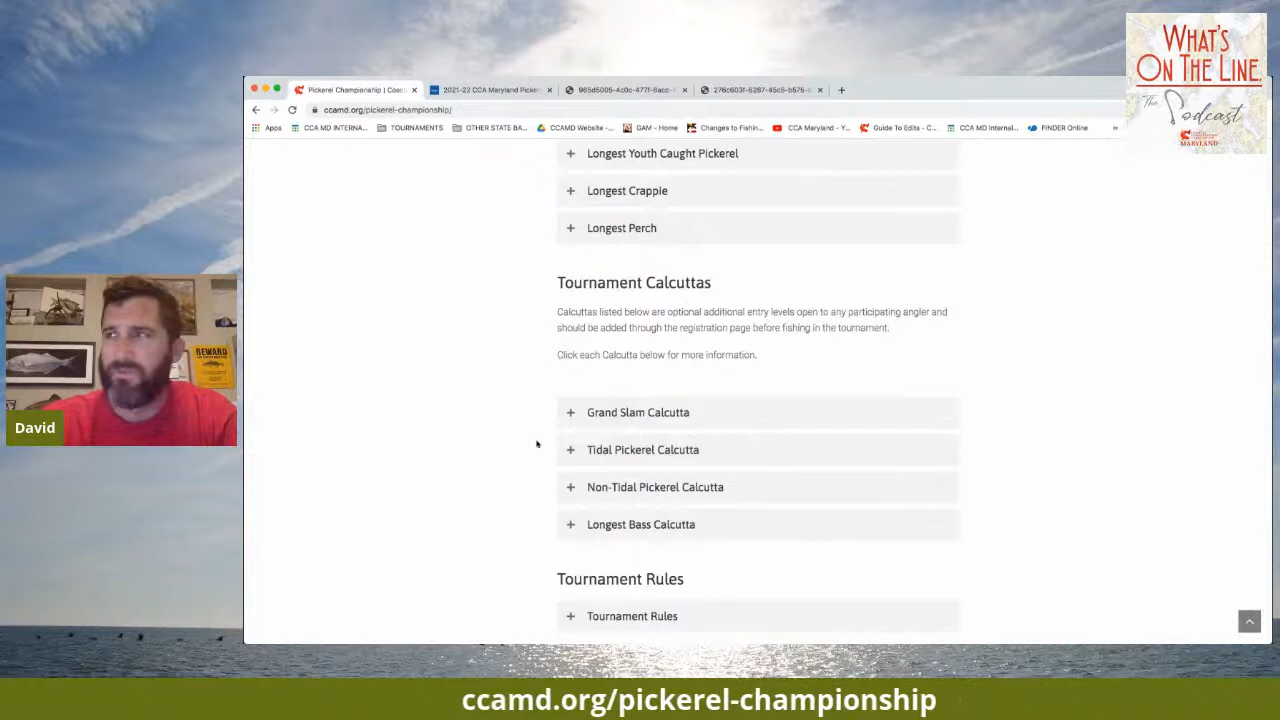 WHAT'S
ON THE LINE.
The Podcast
MARYLAND
Pickerel Championship | Coas
2021-22 CCA Maryland Picker
ccamd.org/pickerel-championship/
Apps
CCA MD INTERNA...
TOURNAMENTS
OTHER STATE BA...
CCAMD Website -...
GAM - Home
Changes to Fishin...
CCA Maryland - Y...
Guide To Edits - C...
CCA MD Internal...
FINDER Online
»
+ Longest Youth Caught Pickerel
+ Longest Crappie
+ Longest Perch
Tournament Calcuttas
Calcuttas listed below are optional additional entry levels open to any participating angler and
should be added through the registration page before fishing in the tournament.
Click each Calcutta below for more information.
+ Grand Slam Calcutta
+ Tidal Pickerel Calcutta
+ Non-Tidal Pickerel Calcutta
+ Longest Bass Calcutta
Tournament Rules
+ Tournament Rules
REWARD
David
ccamd.org/pickerel-championship